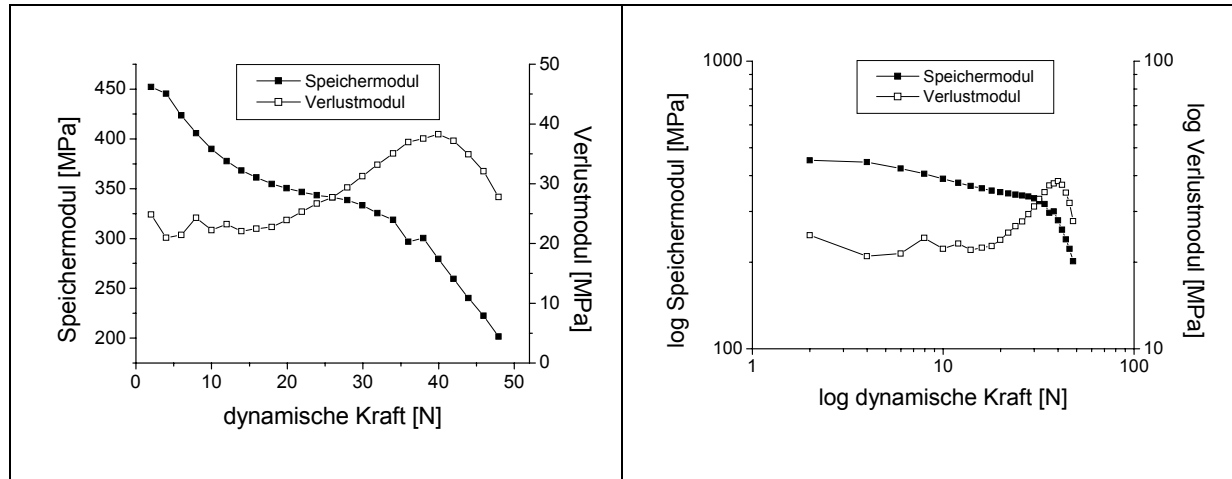 Speichermodul
Verlustmodul
Speichermodul [MPa]
450
400
350
300
250
200
50
40
30
20
10
0
Verlustmodul [MPa]
0 10 20 30 40 50
dynamische Kraft [N]
Speichermodul
Verlustmodul
log Speichermodul [MPa]
1000
100
100
10
log Verlustmodul [MPa]
1 10 100
log dynamische Kraft [N]